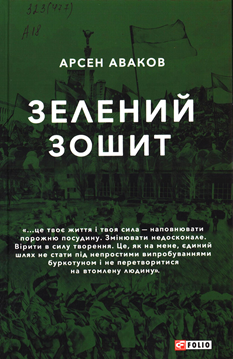 323(477)
А18
АРСЕН АВАКОВ
ЗЕЛЕНИЙ
ЗОШИТ
«...це твоє життя і твоя сила — наповнювати
порожню посудину. Змінювати недосконале.
Вірити в силу творення. Це, як на мене, єдиний
шлях не стати під непростими випробуваннями
буркотуном і не перетворитися
на втомлену людину».
FOLIO